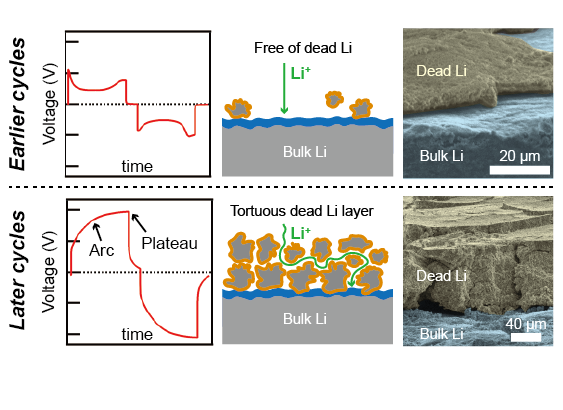 Earlier cycles
Voltage (V)
time
Free of dead Li
Li⁺
Bulk Li
Dead Li
Bulk Li
20 μm
Later cycles
Voltage (V)
Arc
Plateau
time
Tortuous dead Li layer
Li⁺
Bulk Li
Dead Li
Bulk Li
40 μm